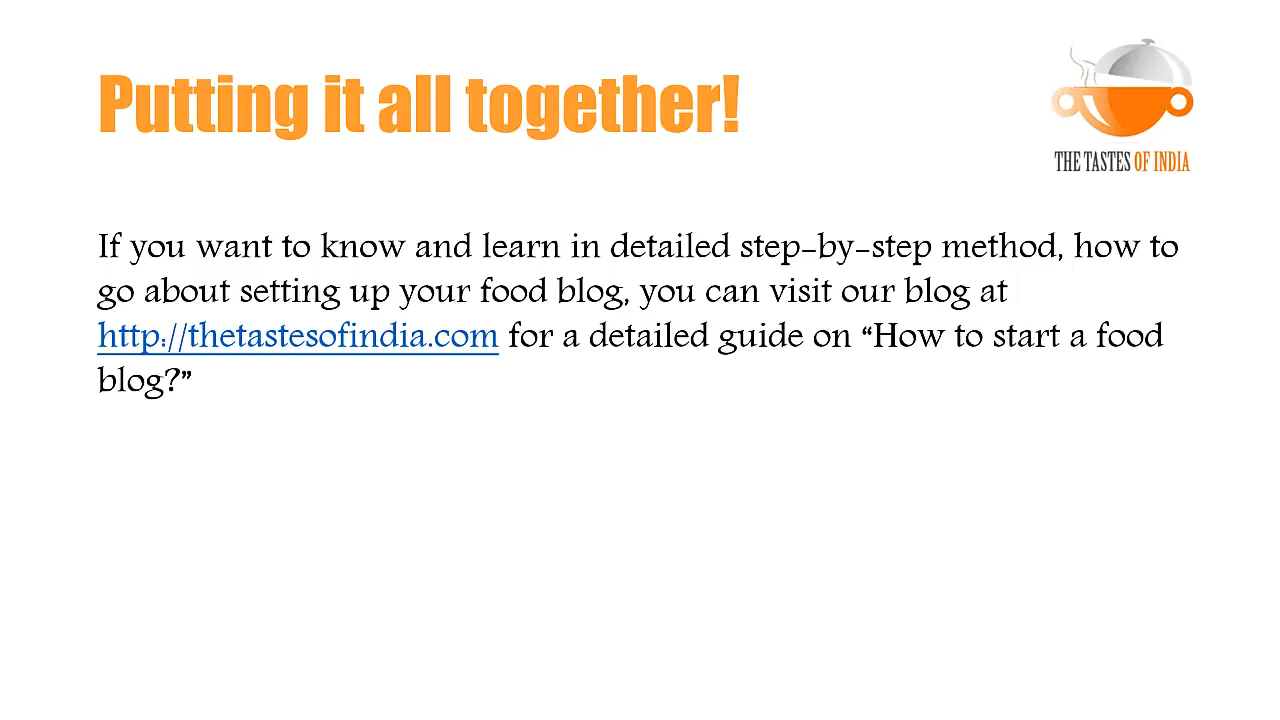 Putting it all together!
THE TASTES OF INDIA
If you want to know and learn in detailed step-by-step method, how to
go about setting up your food blog, you can visit our blog at
http://thetastesofindia.com for a detailed guide on “How to start a food
blog?”